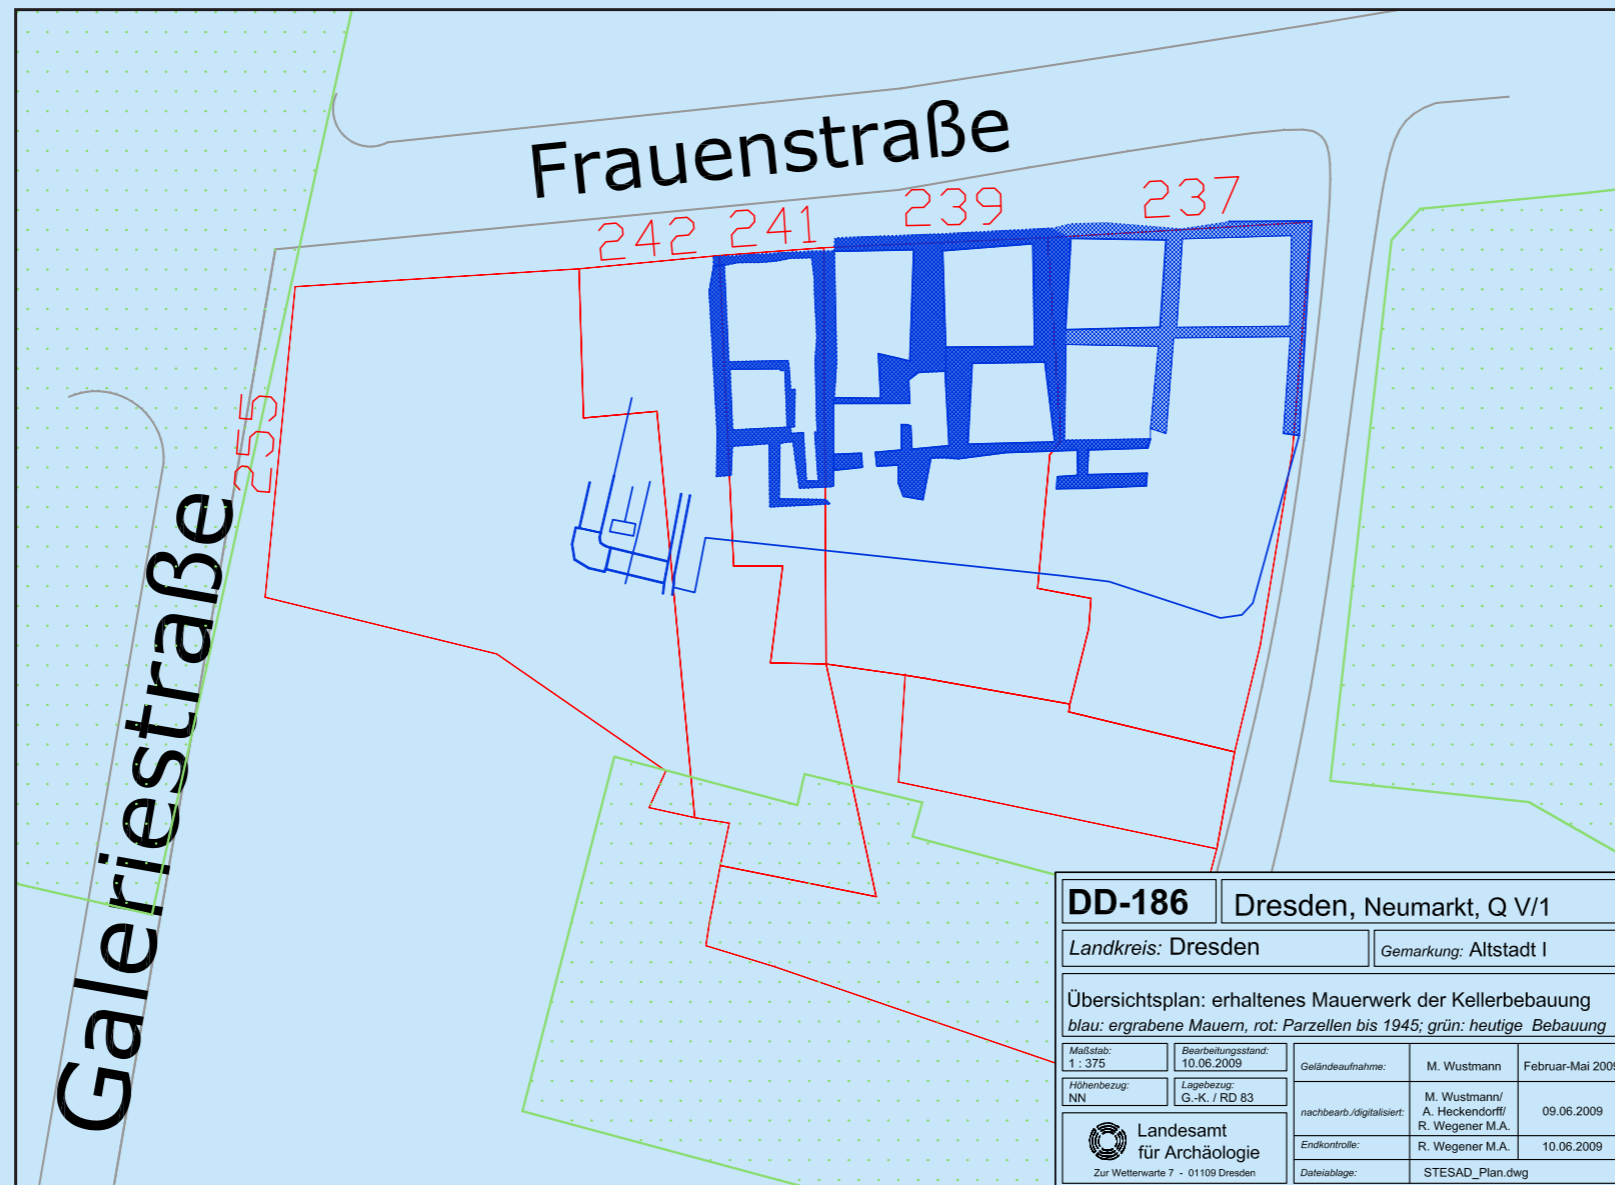 Frauenstraße
242 241 239 237
255
Galeriestraße
DD-186 Dresden, Neumarkt, Q V/1
Landkreis: Dresden Gemarkung: Altstadt I
Übersichtsplan: erhaltenes Mauerwerk der Kellerbebauung
blau: ergrabene Mauern, rot: Parzellen bis 1945; grün: heutige Bebauung
Maßstab:
1 : 375
Bearbeitungsstand:
10.06.2009
Höhenbezug:
NN
Lagebezug:
G.-K. / RD 83
Landesamt
für Archäologie
Zur Wetterwarte 7 - 01109 Dresden
Geländeaufnahme: M. Wustmann Februar-Mai 2009
nachbearb./digitalisiert: M. Wustmann/
A. Heckendorff/
R. Wegener M.A.
09.06.2009
Endkontrolle: R. Wegener M.A. 10.06.2009
Dateiablage: STESAD_Plan.dwg